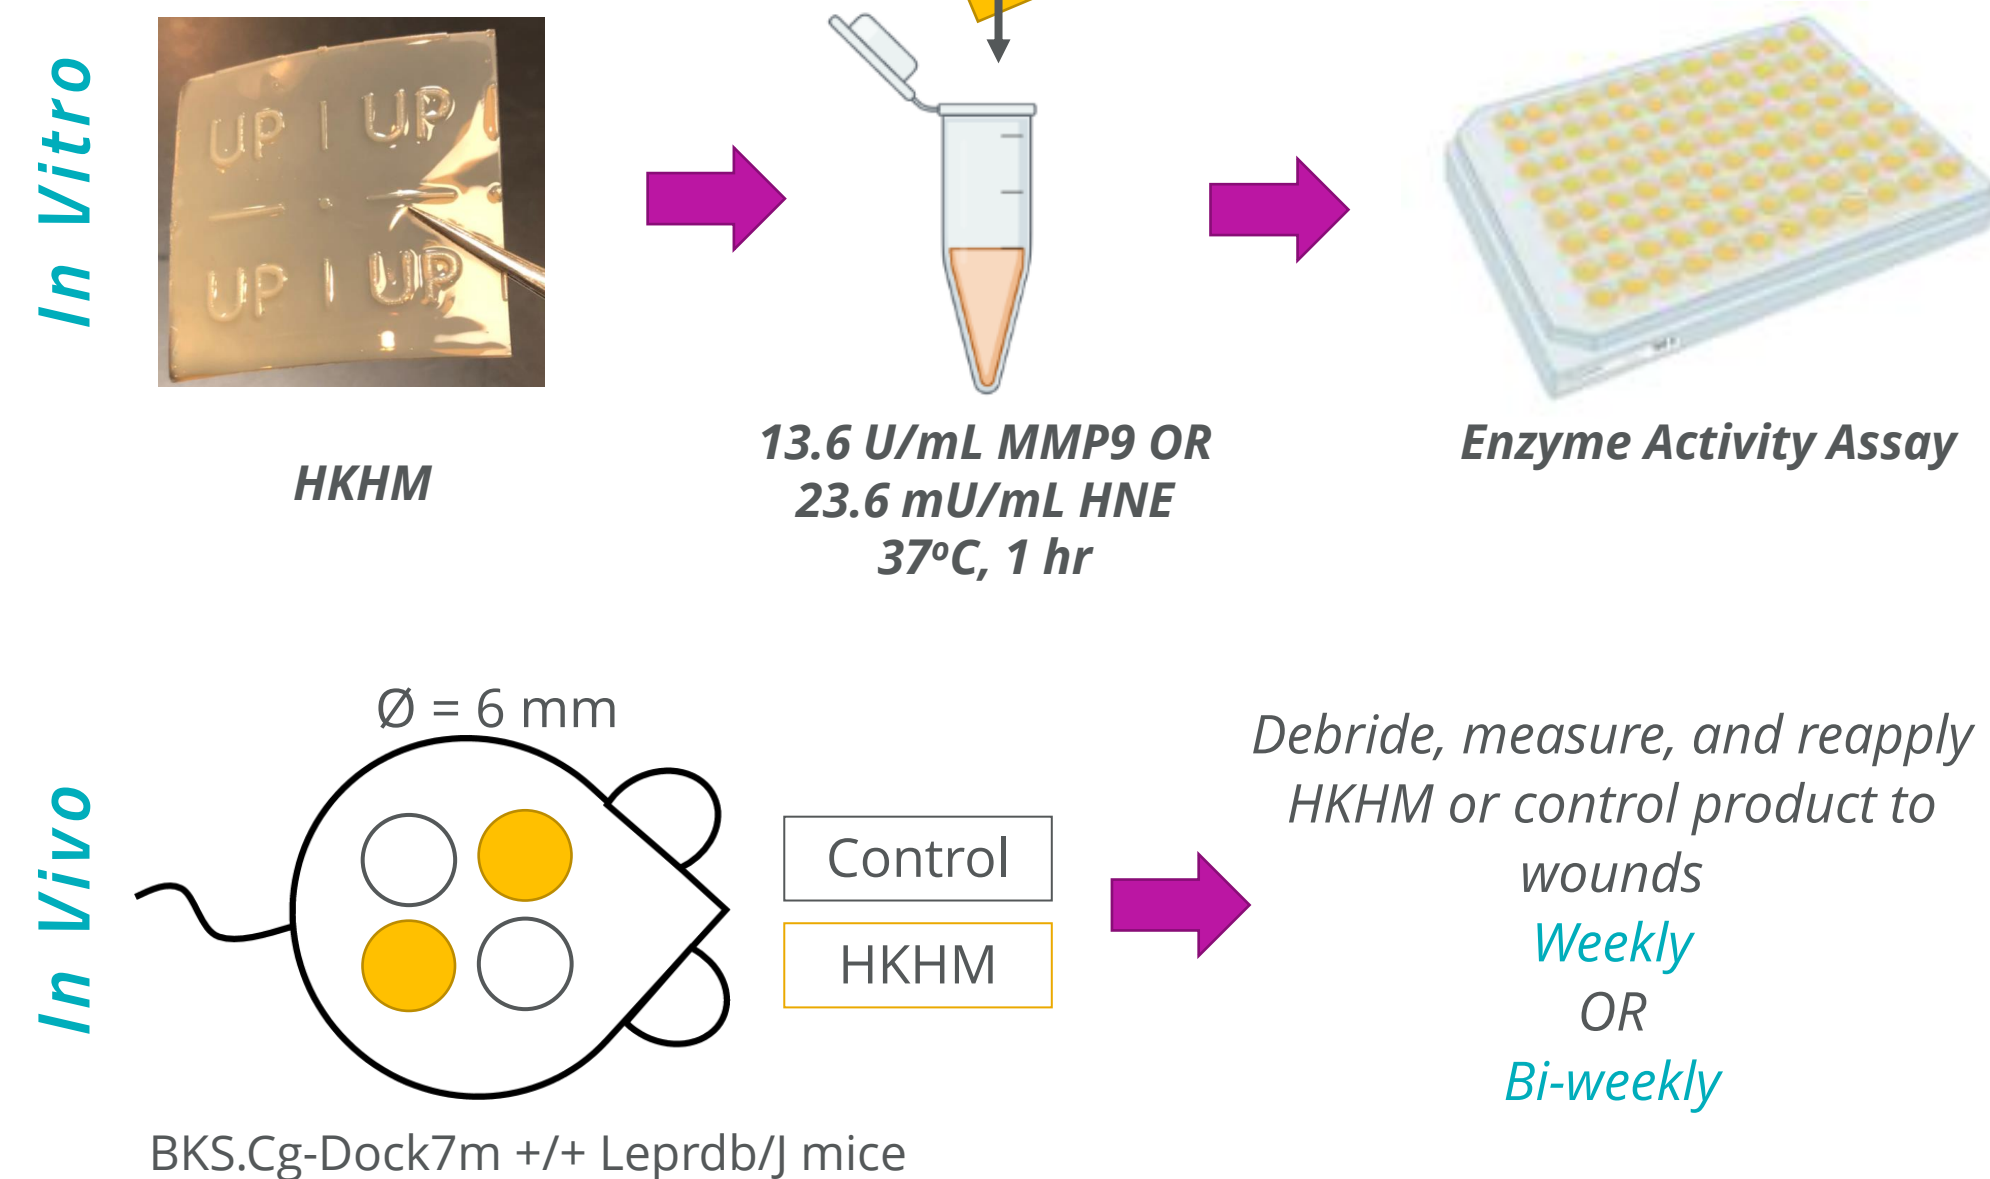 In Vitro
UP | UP
UP | UP
HKHM
13.6 U/mL MMP9 OR
23.6 mU/mL HNE
37ºC, 1 hr
Enzyme Activity Assay
In Vivo
Ø = 6 mm
Control
HKHM
BKS.Cg-Dock7m +/+ Leprdb/J mice
Debride, measure, and reapply
HKHM or control product to
wounds
Weekly
OR
Bi-weekly